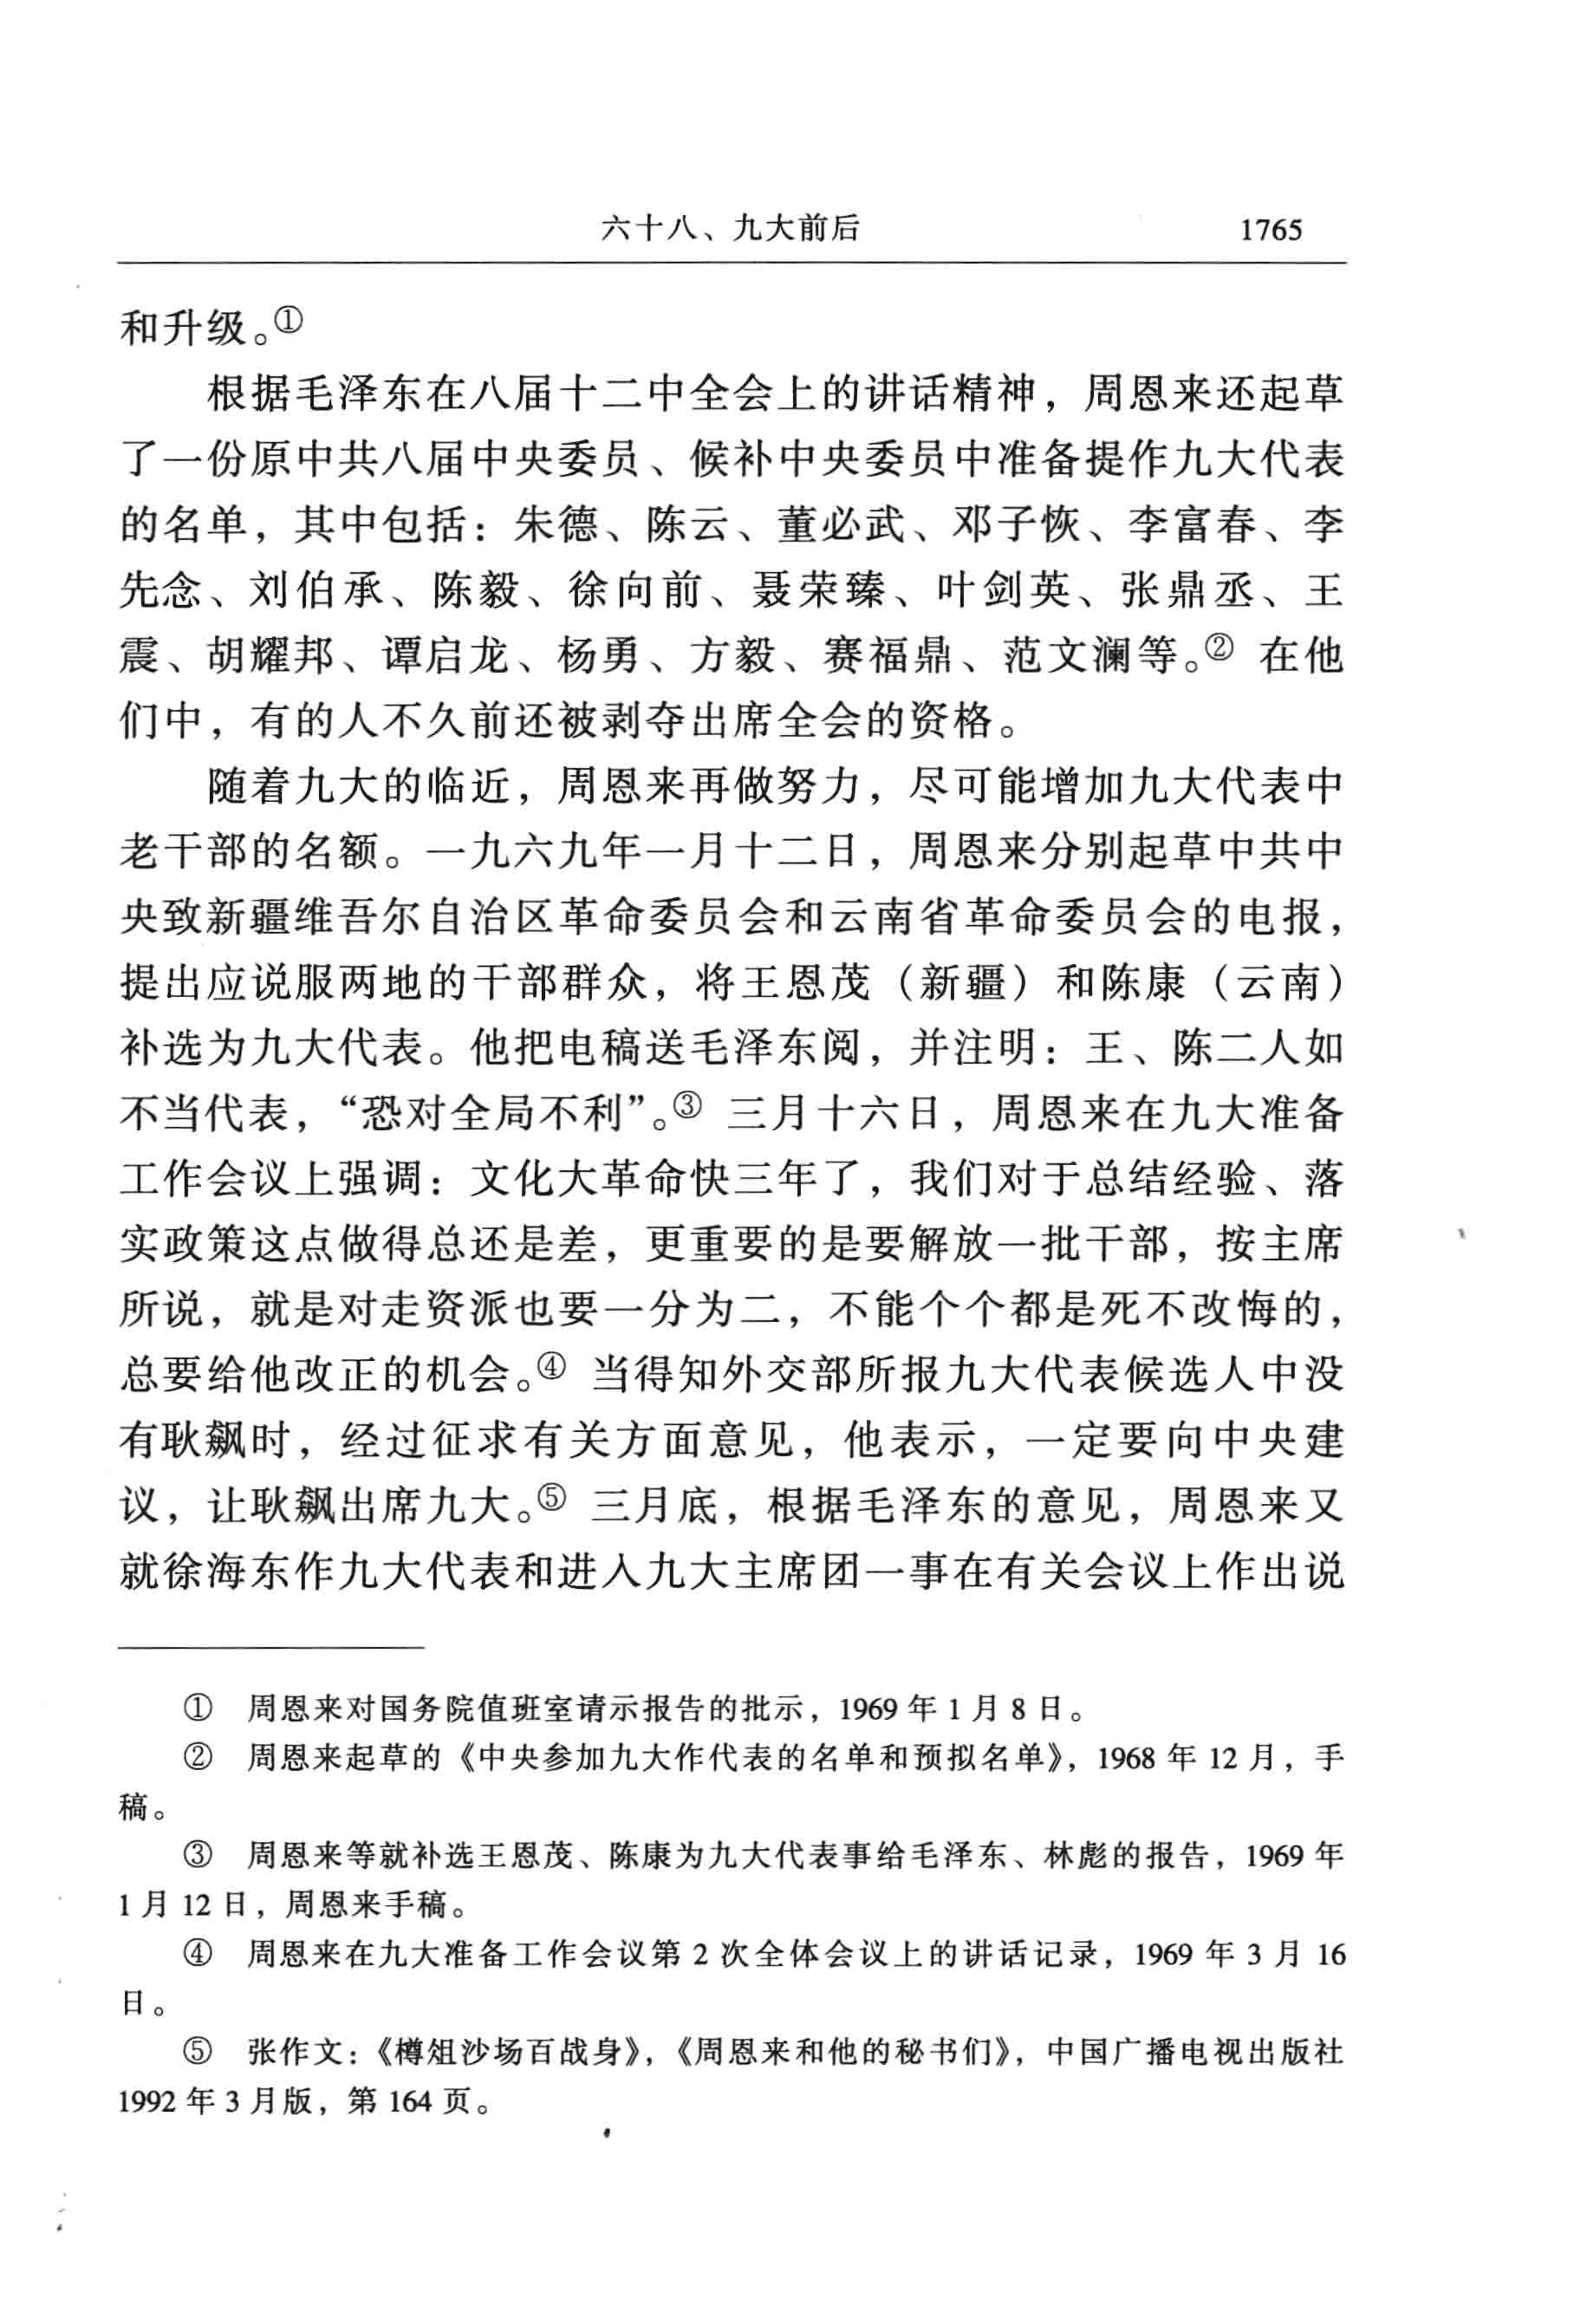 六十八、九大前后 1765
和升级。①
根据毛泽东在八届十二中全会上的讲话精神，周恩来还起草
了一份原中共八届中央委员、候补中央委员中准备提作九大代表
的名单，其中包括：朱德、陈云、董必武、邓子恢、李富春、李
先念、刘伯承、陈毅、徐向前、聂荣臻、叶剑英、张鼎丞、王
震、胡耀邦、谭启龙、杨勇、方毅、赛福鼎、范文澜等。② 在他
们中，有的人不久前还被剥夺出席全会的资格。
随着九大的临近，周恩来再做努力，尽可能增加九大代表中
老干部的名额。一九六九年一月十二日，周恩来分别起草中共中
央致新疆维吾尔自治区革命委员会和云南省革命委员会的电报，
提出应说服两地的干部群众，将王恩茂（新疆）和陈康（云南）
补选为九大代表。他把电稿送毛泽东阅，并注明：王、陈二人如
不当代表，“恐对全局不利”。③ 三月十六日，周恩来在九大准备
工作会议上强调：文化大革命快三年了，我们对于总结经验、落
实政策这点做得总还是差，更重要的是要解放一批干部，按主席
所说，就是对走资派也要一分为二，不能个个都是死不改悔的，
总要给他改正的机会。④ 当得知外交部所报九大代表候选人中没
有耿飙时，经过征求有关方面意见，他表示，一定要向中央建
议，让耿飙出席九大。⑤ 三月底，根据毛泽东的意见，周恩来又
就徐海东作九大代表和进入九大主席团一事在有关会议上作出说
① 周恩来对国务院值班室请示报告的批示，1969 年 1 月 8 日。
② 周恩来起草的《中央参加九大作代表的名单和预拟名单》，1968 年 12 月，手
稿。
③ 周恩来等就补选王恩茂、陈康为九大代表事给毛泽东、林彪的报告，1969 年
1 月 12 日，周恩来手稿。
④ 周恩来在九大准备工作会议第 2 次全体会议上的讲话记录，1969 年 3 月 16
日。
⑤ 张作文：《樽俎沙场百战身》，《周恩来和他的秘书们》，中国广播电视出版社
1992 年 3 月版，第 164 页。